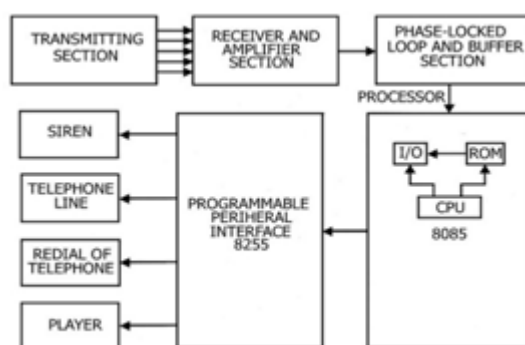 TRANSMITTING
SECTION
RECEIVER AND
AMPLIFIER
SECTION
PHASE-LOCKED
LOOP AND BUFFER
SECTION
PROCESSOR
SIREN
TELEPHONE
LINE
REDIAL OF
TELEPHONE
PLAYER
PROGRAMMABLE
PERIHERAL
INTERFACE
8255
I/O
ROM
CPU
8085